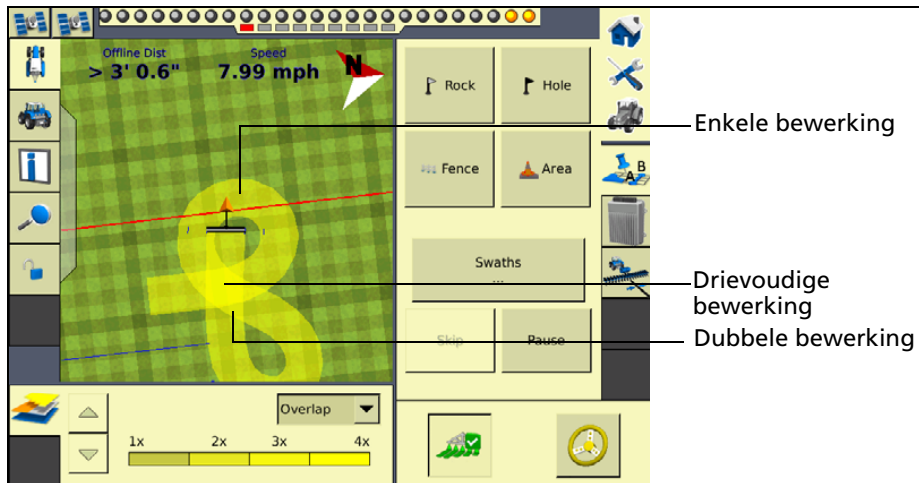 Offline Dist
> 3' 0.6"
Speed
7.99 mph
N
Rock
Hole
Fence
Area
A B
Swaths
...
Skip
Pause
Overlap
1x 2x 3x 4x
Enkele bewerking
Drievoudige
bewerking
Dubbele bewerking